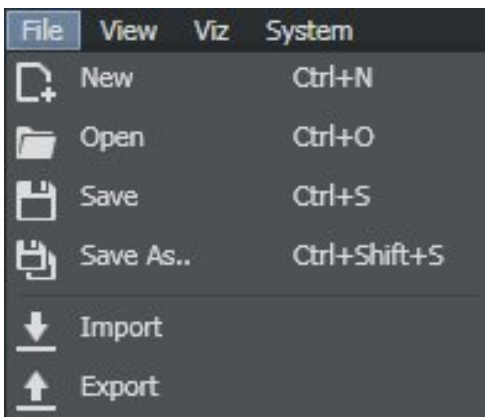 File View Viz System
New Ctrl+N
Open Ctrl+O
Save Ctrl+S
Save As.. Ctrl+Shift+S
Import
Export